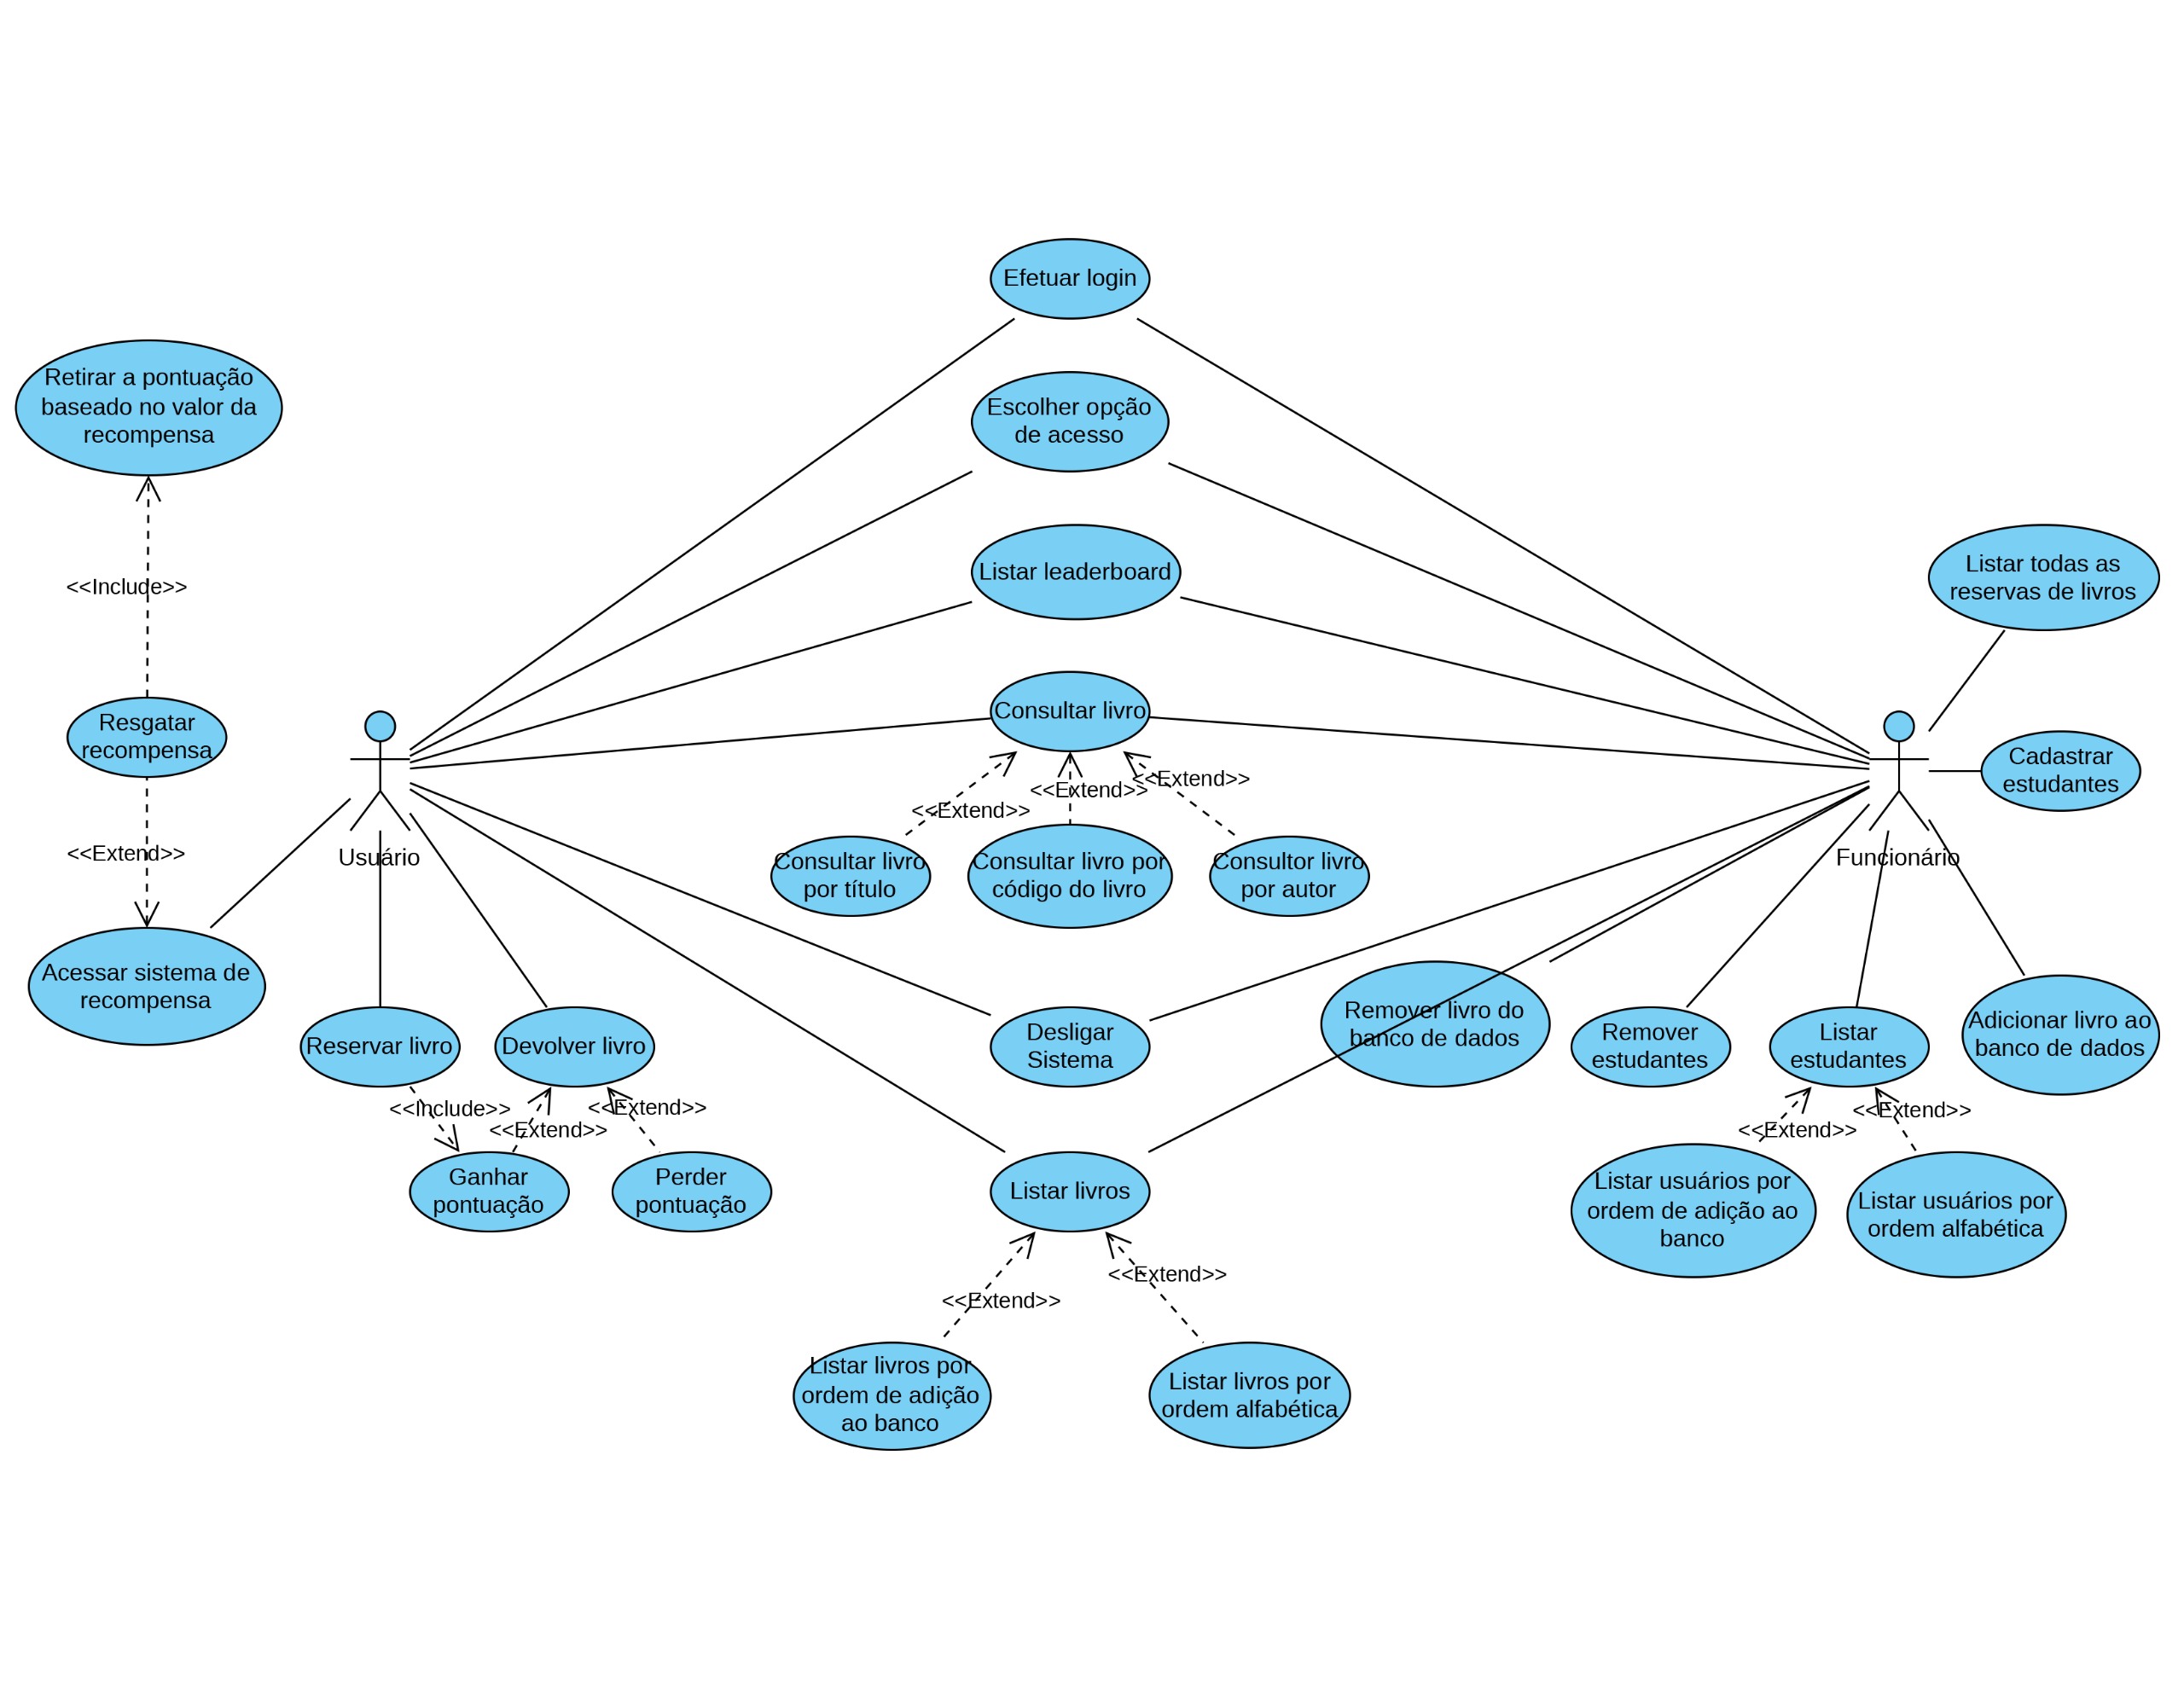 Efetuar login
Retirar a pontuação
baseado no valor da
recompensa
Escolher opção
de acesso
Listar leaderboard
Listar todas as
reservas de livros
<<Include>>
Resgatar
recompensa
Consultar livro
Cadastrar
estudantes
<<Extend>>
<<Extend>>
<<Extend>>
<<Extend>>
Usuário
Consultar livro
por título
Consultar livro por
código do livro
Consultor livro
por autor
Funcionário
Acessar sistema de
recompensa
Reservar livro
Devolver livro
Desligar
Sistema
Remover livro do
banco de dados
Remover
estudantes
Listar
estudantes
Adicionar livro ao
banco de dados
<<Include>>
<<Extend>>
<<Extend>>
<<Extend>>
<<Extend>>
Ganhar
pontuação
Perder
pontuação
Listar livros
Listar usuários por
ordem de adição ao
banco
Listar usuários por
ordem alfabética
<<Extend>>
<<Extend>>
Listar livros por
ordem de adição
ao banco
Listar livros por
ordem alfabética